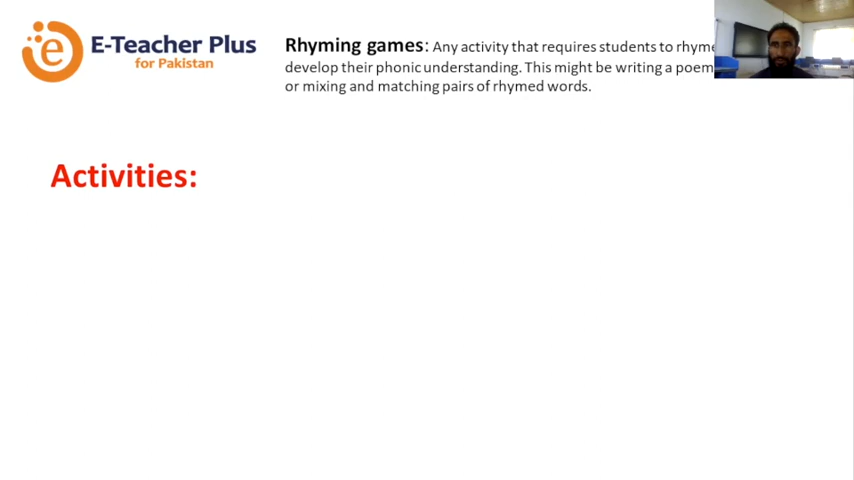 e E-Teacher Plus
for Pakistan
Rhyming games: Any activity that requires students to rhyme
develop their phonic understanding. This might be writing a poem
or mixing and matching pairs of rhymed words.
Activities: